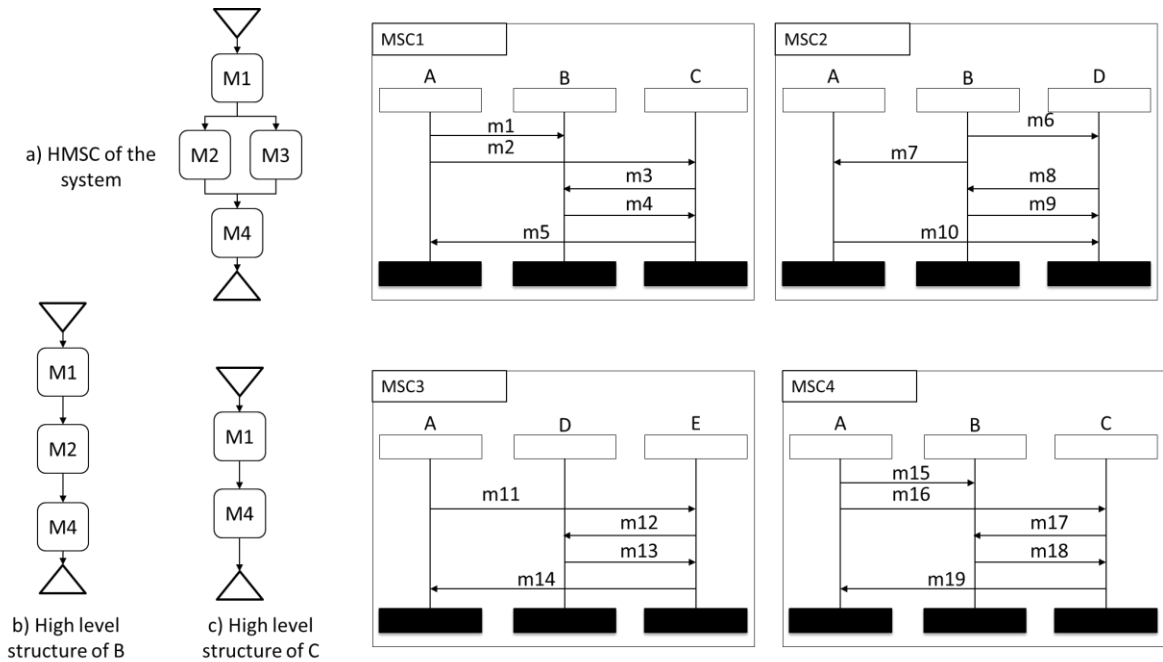 M1
M2 M3
M4
a) HMSC of the
system
M1
M2
M4
b) High level
structure of B
M1
M4
c) High level
structure of C
MSC1
A B C
m1
m2
m3
m4
m5
MSC2
A B D
m6
m7
m8
m9
m10
MSC3
A D E
m11
m12
m13
m14
MSC4
A B C
m15
m16
m17
m18
m19